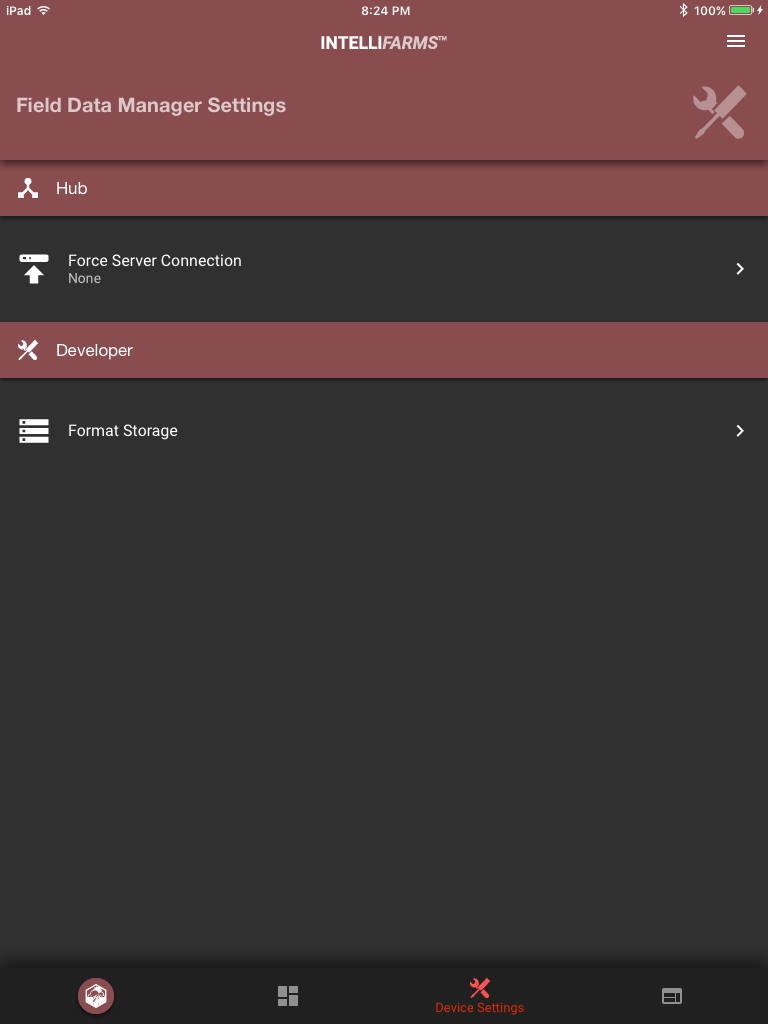 iPad 8:24 PM 100%
INTELLIFARMS™
Field Data Manager Settings
Hub
Force Server Connection
None
Developer
Format Storage
Device Settings